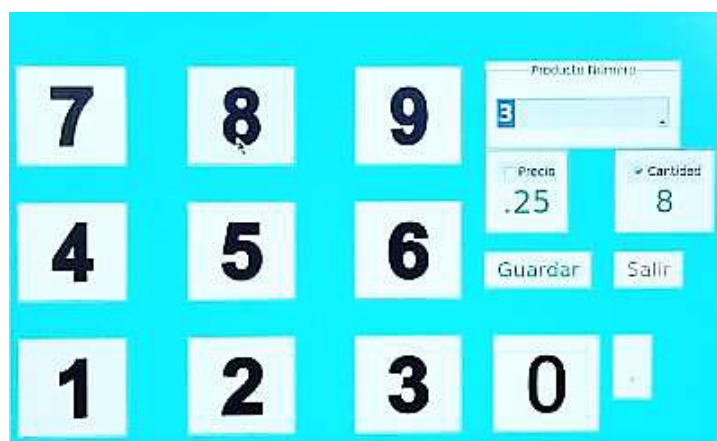 7 8 9
Producto Número
3
Precio
.25
Cantidad
8
4 5 6
Guardar Salir
1 2 3 0 .